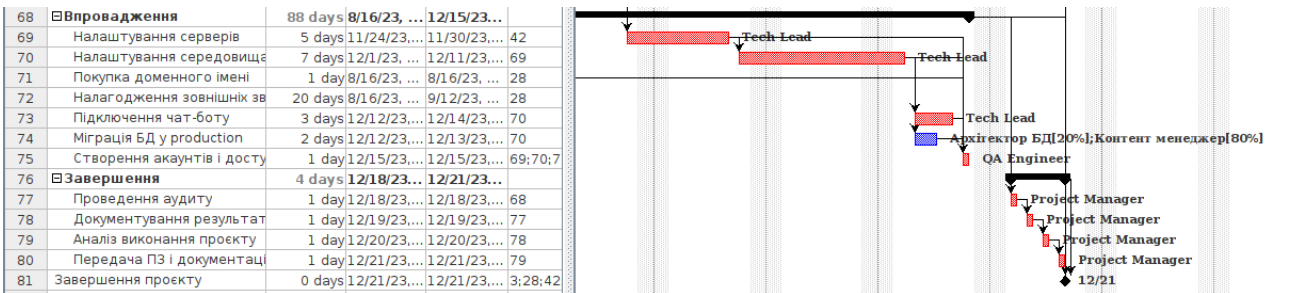 68 ⊟Впровадження 88 days 8/16/23, ... 12/15/23...
69 Налаштування серверів 5 days 11/24/23,... 11/30/23,... 42 Tech Lead
70 Налаштування середовища 7 days 12/1/23, ... 12/11/23,... 69 Tech Lead
71 Покупка доменного імені 1 day 8/16/23, ... 8/16/23, ... 28
72 Налагодження зовнішніх зв 20 days 8/16/23, ... 9/12/23, ... 28
73 Підключення чат-боту 3 days 12/12/23,... 12/14/23,... 70 Tech Lead
74 Міграція БД у production 2 days 12/12/23,... 12/13/23,... 70 Архітектор БД[20%];Контент менеджер[80%]
75 Створення акаунтів і досту 1 day 12/15/23,... 12/15/23,... 69;70;7 QA Engineer
76 ⊟Завершення 4 days 12/18/23... 12/21/23...
77 Проведення аудиту 1 day 12/18/23,... 12/18/23,... 68 Project Manager
78 Документування результат 1 day 12/19/23,... 12/19/23,... 77 Project Manager
79 Аналіз виконання проєкту 1 day 12/20/23,... 12/20/23,... 78 Project Manager
80 Передача ПЗ і документаці 1 day 12/21/23,... 12/21/23,... 79 Project Manager
81 Завершення проєкту 0 days 12/21/23,... 12/21/23,... 3;28;42 12/21